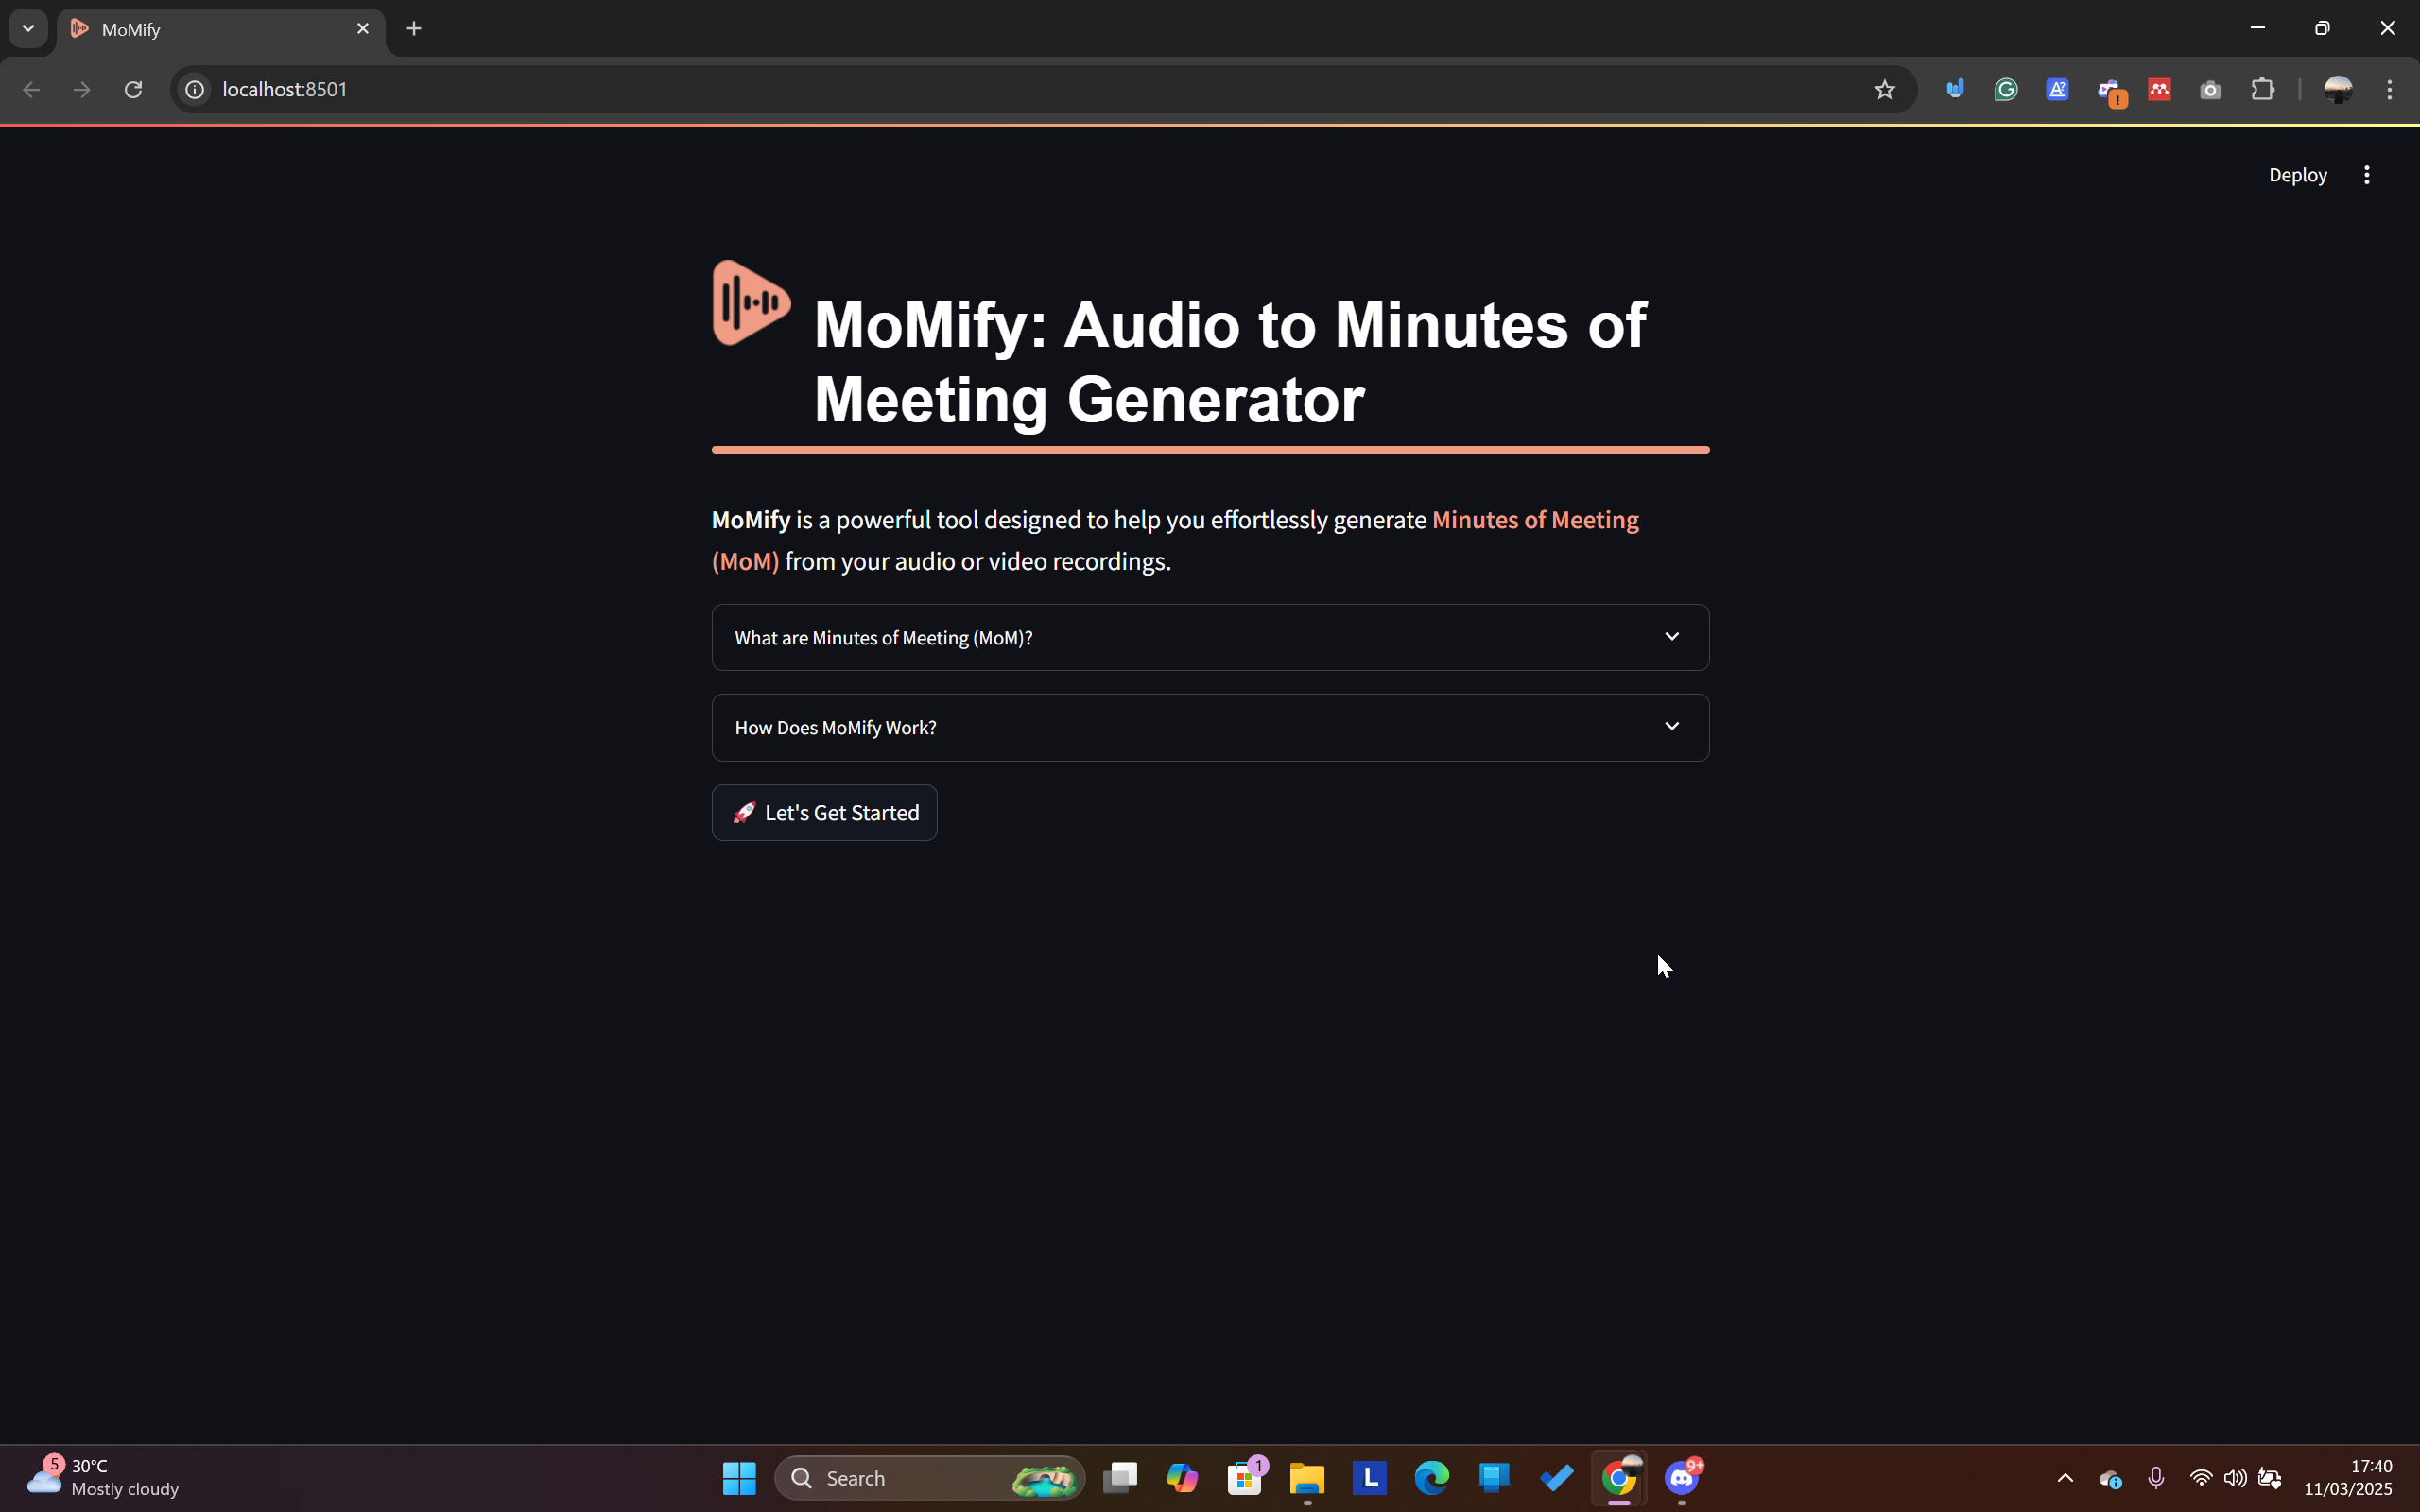 MoMify
localhost:8501
Deploy
MoMify: Audio to Minutes of
Meeting Generator
MoMify is a powerful tool designed to help you effortlessly generate Minutes of Meeting
(MoM) from your audio or video recordings.
What are Minutes of Meeting (MoM)?
How Does MoMify Work?
🚀 Let's Get Started
5
30°C
Mostly cloudy
Search
1
L
9+
17:40
11/03/2025